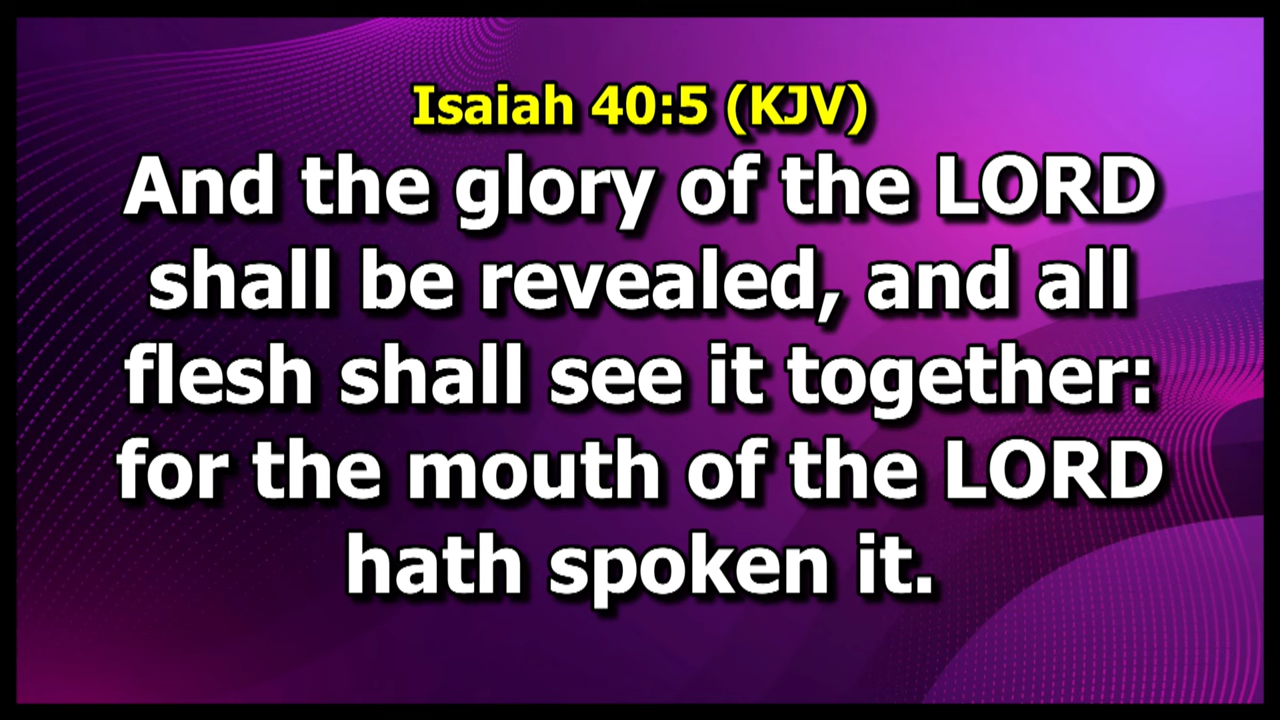 Isaiah 40:5 (KJV)
And the glory of the LORD
shall be revealed, and all
flesh shall see it together:
for the mouth of the LORD
hath spoken it.